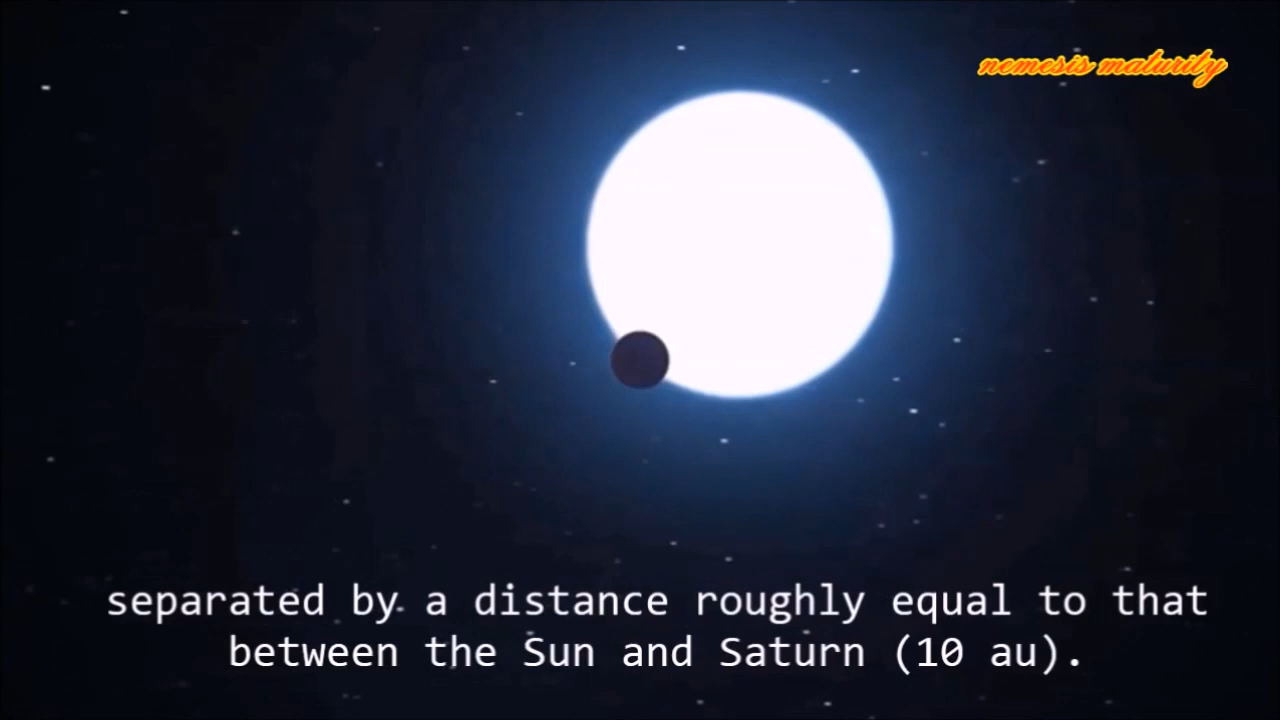 nemesis maturity
separated by a distance roughly equal to that
between the Sun and Saturn (10 au).